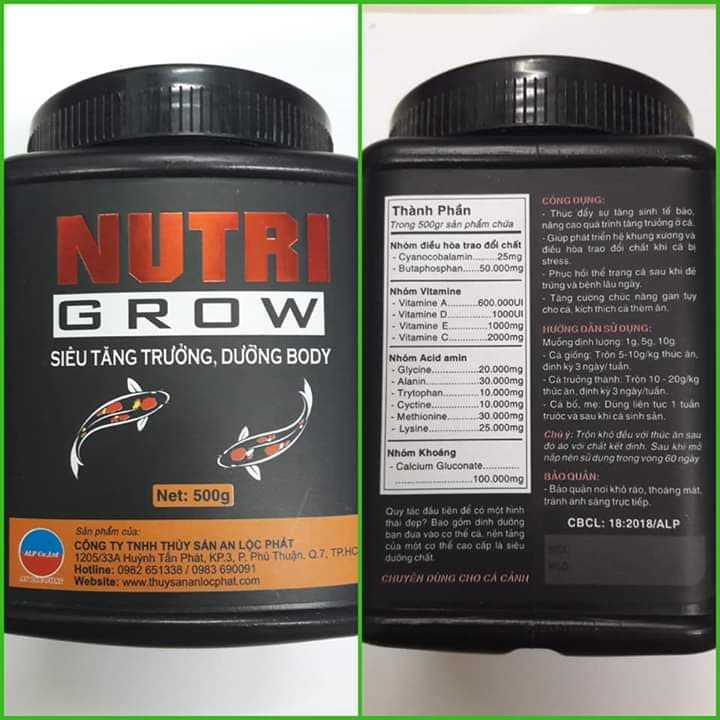 NUTRI
GROW
SIÊU TĂNG TRƯỞNG, DƯỠNG BODY
Net: 500g
Sản phẩm của:
ALP Co.,Ltd
CÔNG TY TNHH THỦY SẢN AN LỘC PHÁT
1205/33A Huỳnh Tấn Phát, KP.3, P. Phú Thuận, Q.7, TP.HC
Hotline: 0982 651338 / 0983 690091
Website: www.thuysananlocphat.com
Thành Phần
Trong 500gr sản phẩm chứa
Nhóm điều hòa trao đổi chất
- Cyanocobalamin..........25mg
- Butaphosphan......50.000mg
Nhóm Vitamine
- Vitamine A..........600.000UI
- Vitamine D.............1000UI
- Vitamine E............1000mg
- Vitamine C............2000mg
Nhóm Acid amin
- Glycine................20.000mg
- Alanin..................30.000mg
- Trytophan...........10.000mg
- Cyctine................10.000mg
- Methionine.........30.000mg
- Lysine..................25.000mg
Nhóm Khoáng
- Calcium Gluconate.............
100.000mg
Quy tắc đầu tiên để có một hình
thái đẹp? Bao gồm dinh dưỡng
bạn đưa vào cơ thể cá, nền tảng
của một cơ thể cao cấp là siêu
dưỡng chất.
CHUYÊN DÙNG CHO CÁ CẢNH
CÔNG DỤNG:
- Thúc đẩy sự tăng sinh tế bào,
nâng cao quá trình tăng trưởng ở cá.
- Giúp phát triển hệ khung xương và
điều hòa trao đổi chất khi cá bị
stress.
- Phục hồi thể trạng cá sau khi đẻ
trứng và bệnh lâu ngày.
- Tăng cường chức năng gan tụy
cho cá, kích thích cá thèm ăn.
HƯỚNG DẪN SỬ DỤNG:
Muỗng định lượng: 1g, 5g, 10g.
- Cá giống: Trộn 5-10g/kg thức ăn,
định kỳ 3 ngày/ tuần.
- Cá trưởng thành: Trộn 10 - 20g/kg
thức ăn, định kỳ 3 ngày/tuần.
- Cá bố, mẹ: Dùng liên tục 1 tuần
trước và sau khi cá sinh sản.
Chú ý: Trộn khô đều với thức ăn sau
đó áo với chất kết dính. Sau khi mở
nắp nên sử dụng trong vòng 60 ngày
BẢO QUẢN:
- Bảo quản nơi khô ráo, thoáng mát,
tránh ánh sáng trực tiếp.
CBCL: 18:2018/ALP